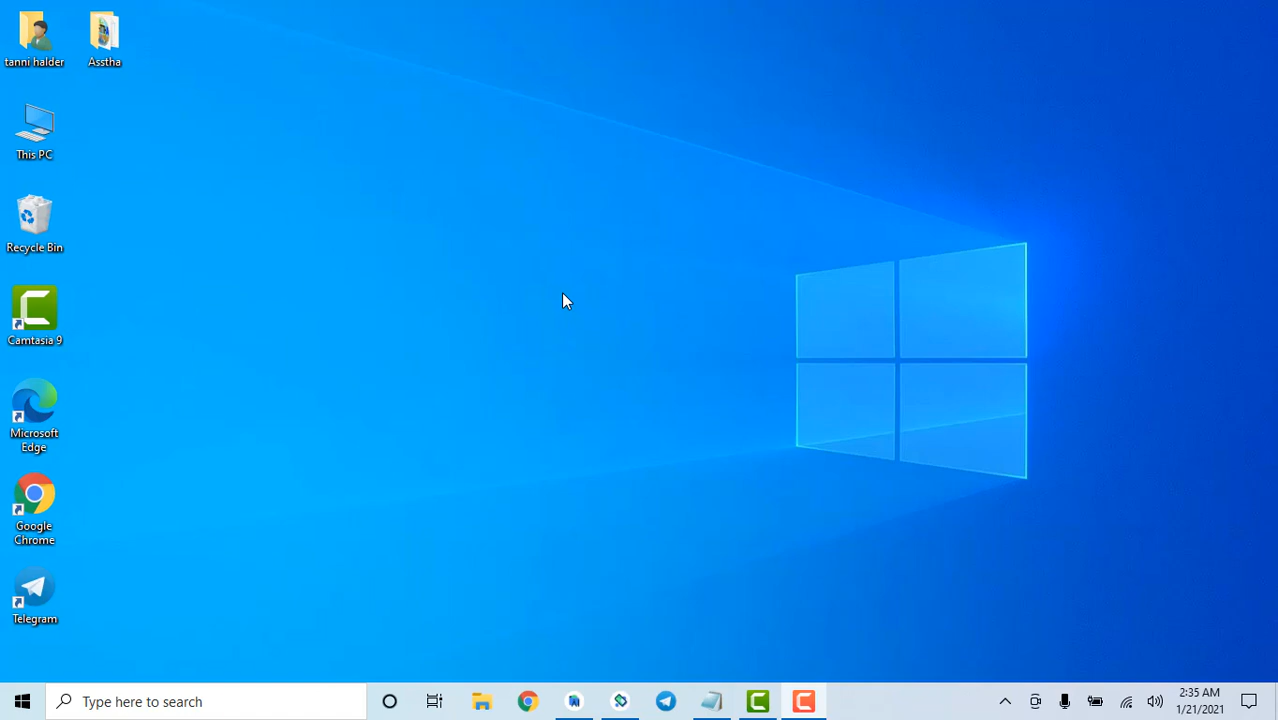 tanni halder
Asstha
This PC
Recycle Bin
Camtasia 9
Microsoft
Edge
Google
Chrome
Telegram
Type here to search
2:35 AM
1/21/2021